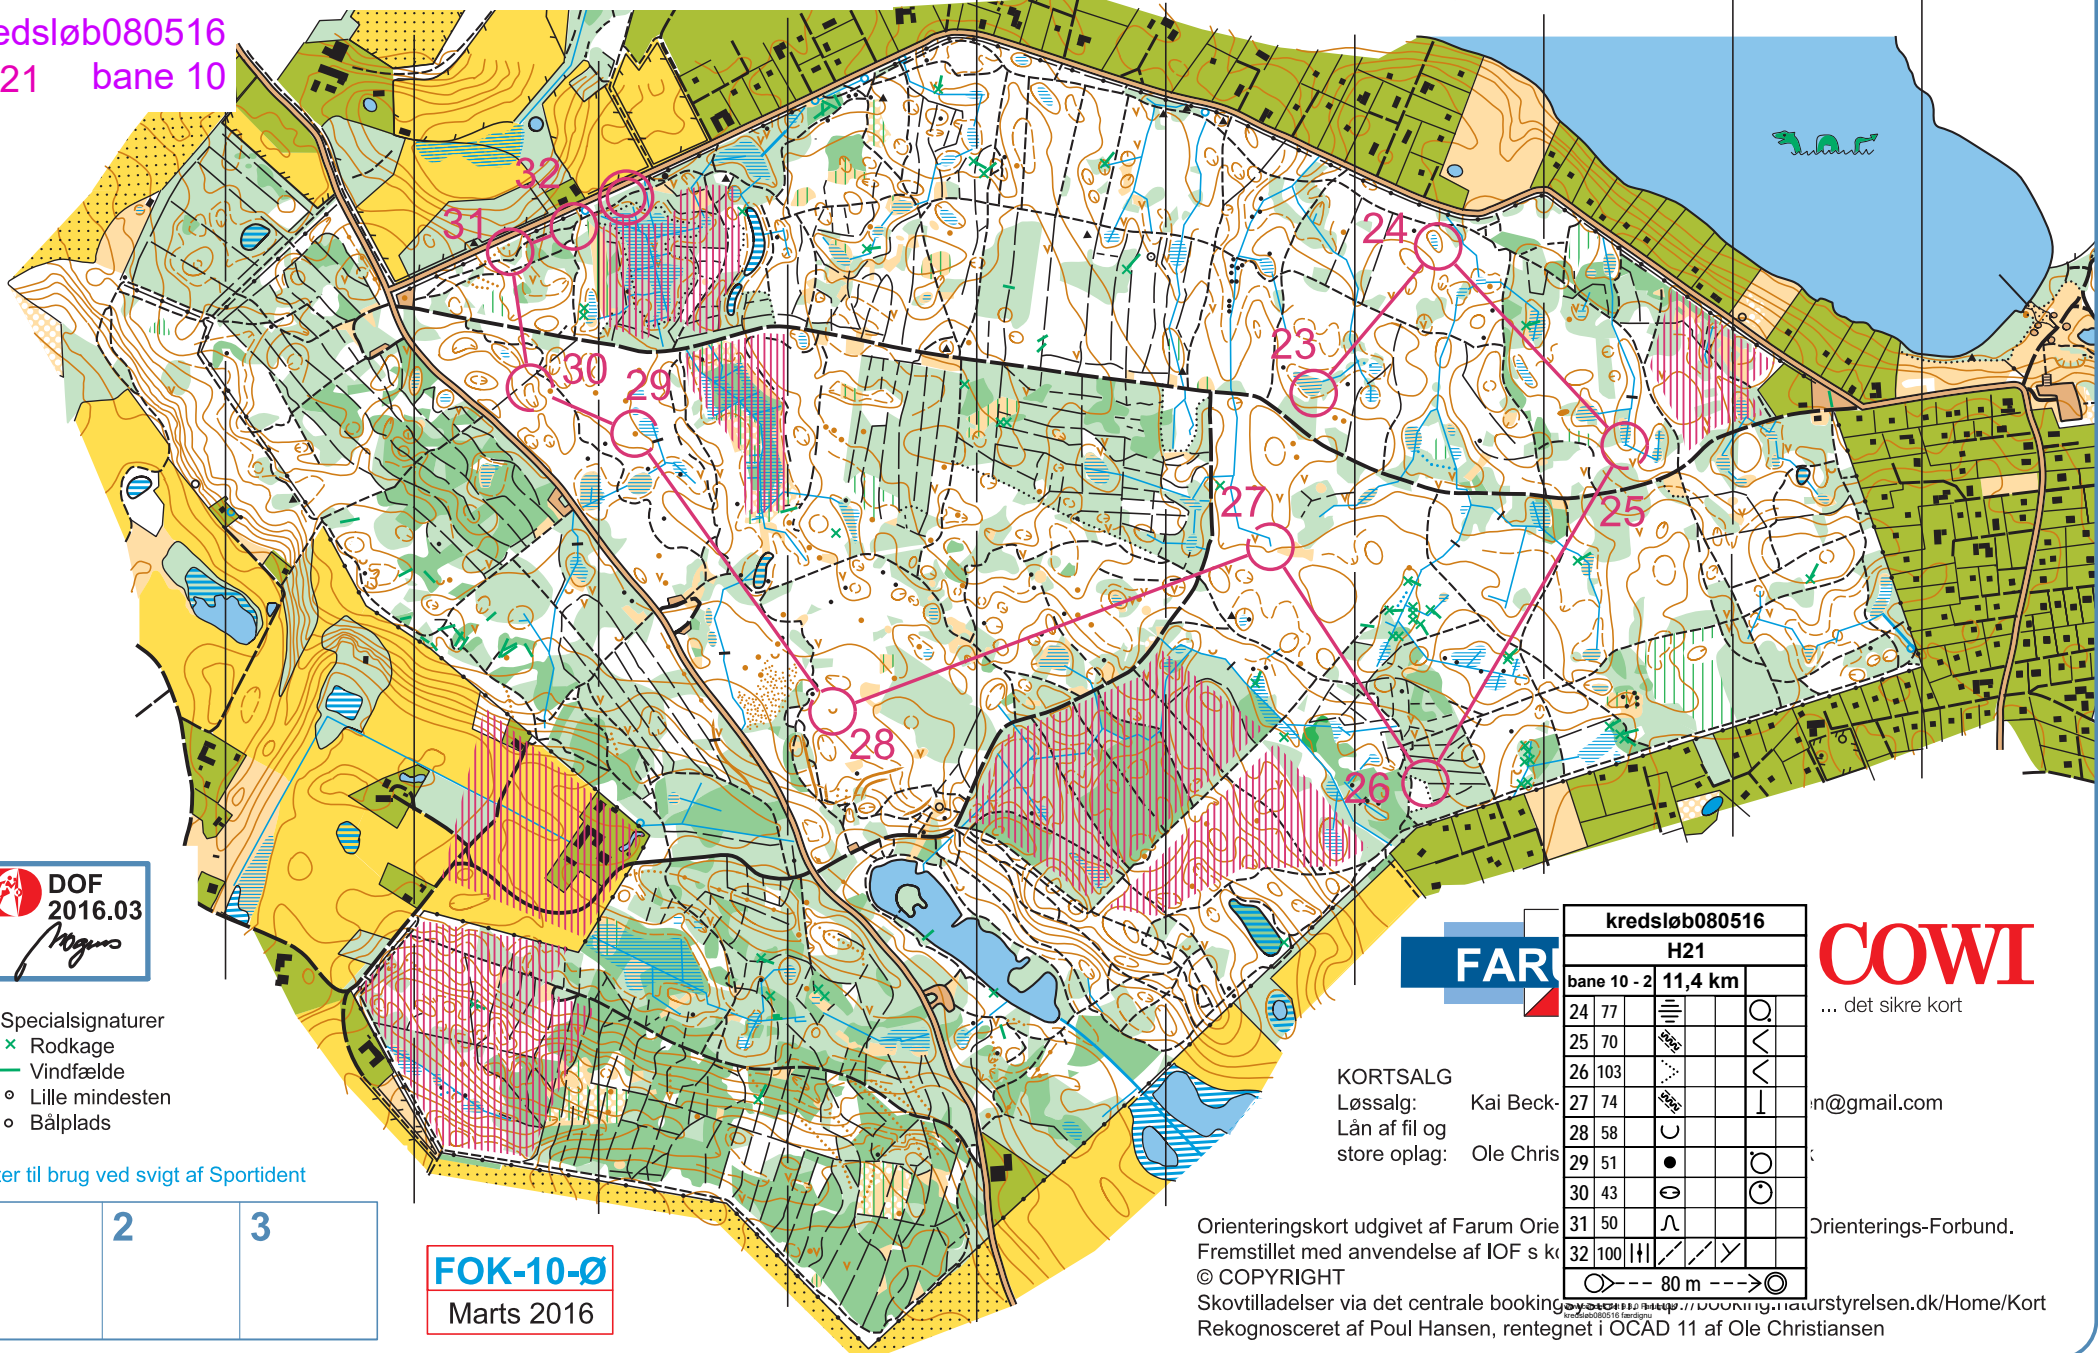 edsløb080516
21 bane 10
32
31
24
23
30
29
27
25
28
26
DOF
2016.03
Specialsignaturer
Rodkage
Vindfælde
Lille mindesten
Bålplads
er til brug ved svigt af Sportident
2
3
FOK-10-Ø
Marts 2016
FAR
COWI
... det sikre kort
kredsløb080516
H21
bane 10 - 2 11,4 km
24 77
25 70
26 103
27 74
28 58
29 51
30 43
31 50
32 100
80 m
KORTSALG
Løssalg: Kai Beck- n@gmail.com
Lån af fil og
store oplag: Ole Chris
Orienteringskort udgivet af Farum Orie Orienterings-Forbund.
Fremstillet med anvendelse af IOF s k
© COPYRIGHT
Skovtilladelser via det centrale booking //booking.naturstyrelsen.dk/Home/Kort
Rekognosceret af Poul Hansen, rentegnet i OCAD 11 af Ole Christiansen